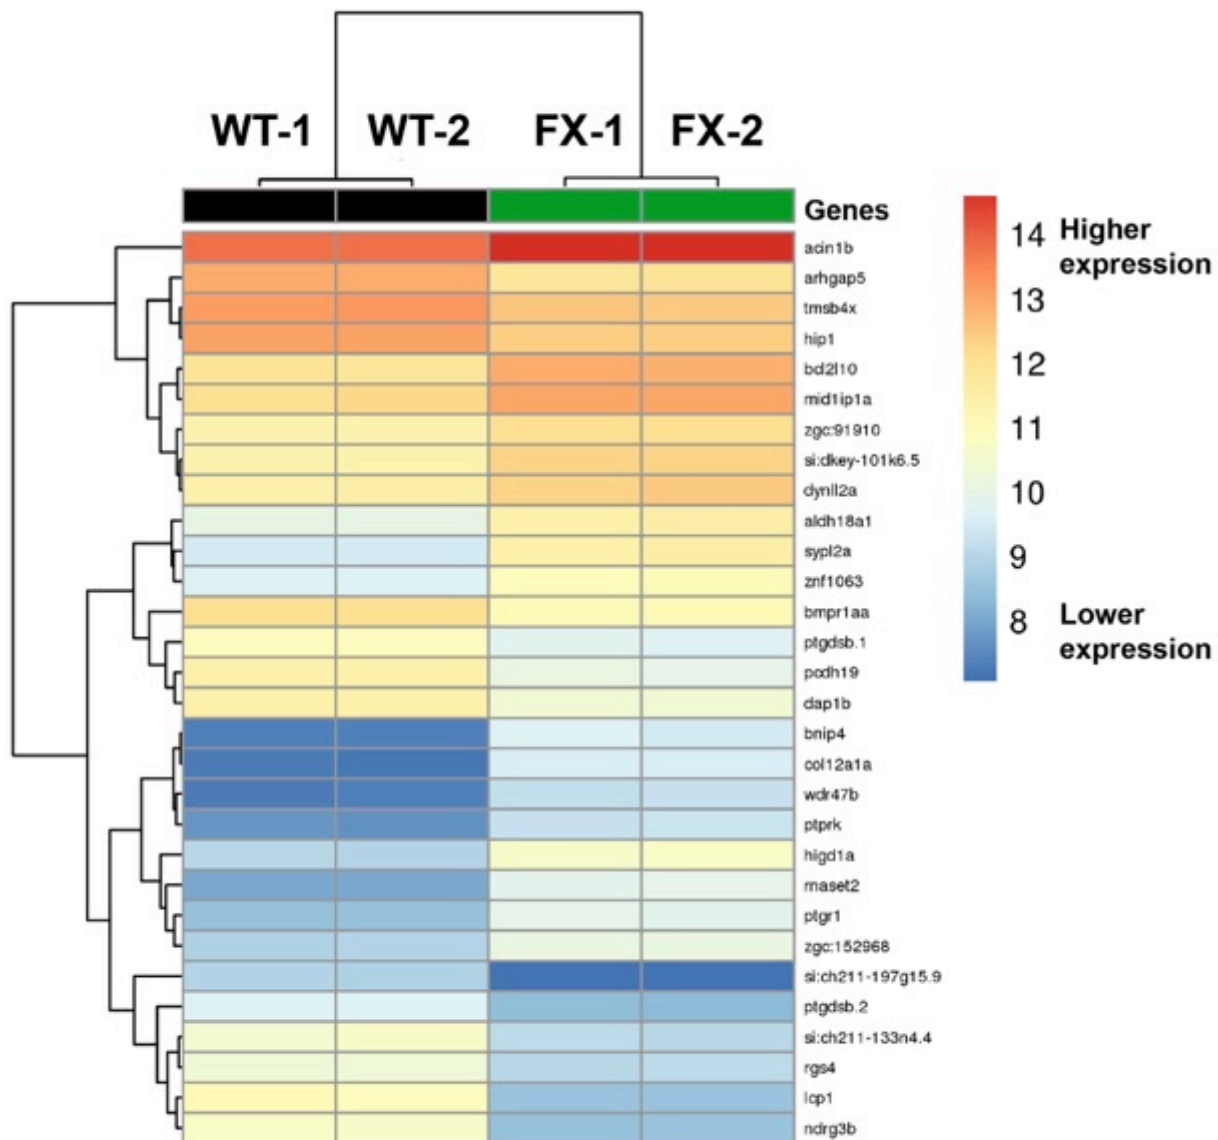 WT-1 WT-2 FX-1 FX-2
Genes
acin1b
arhgap5
tmsb4x
hip1
bcl2l10
mid1ip1a
zgc:91910
si:dkey-101k6.5
dynll2a
aldh18a1
sypl2a
znf1063
bmpr1aa
ptgdsb.1
pcdh19
dap1b
bnip4
col12a1a
wdr47b
ptprk
higd1a
rnaset2
ptgr1
zgc:152968
si:ch211-197g15.9
ptgdsb.2
si:ch211-133n4.4
rgs4
lcp1
ndrg3b
14
13
12
11
10
9
8
Higher
expression
Lower
expression